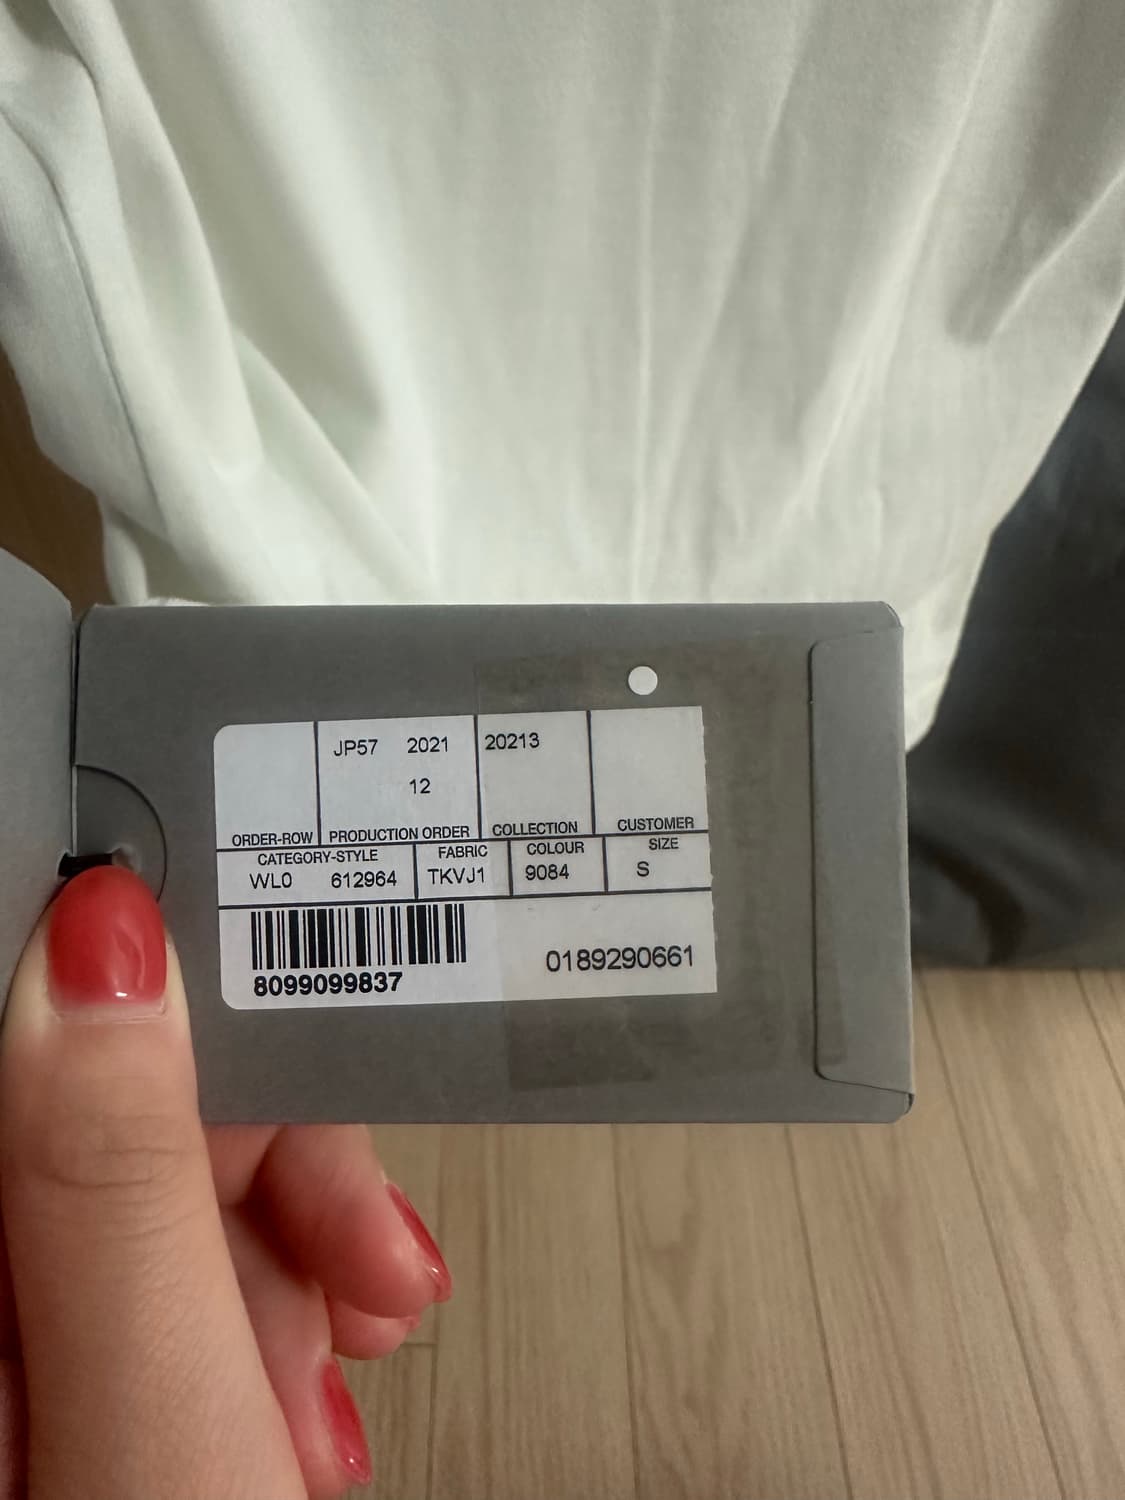 JP57 2021 20213
12
ORDER-ROW PRODUCTION ORDER COLLECTION CUSTOMER
CATEGORY-STYLE FABRIC COLOUR SIZE
WL0 612964 TKVJ1 9084 S
8099099837 0189290661